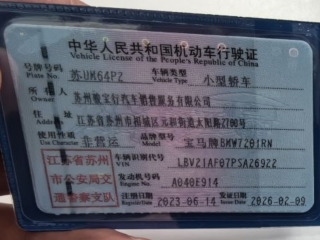 中华人民共和国机动车行驶证
Vehicle License of the People's Republic of China
号牌号码 苏UM64P2 车辆类型 小型轿车
Plate No. Vehicle Type
所有人 苏州骏宝行汽车销售服务有限公司
Owner
住址 江苏省苏州市相城区元和街道太阳路2708号
Address
使用性质 非营运 品牌型号 宝马牌BMW7201RN
Use Character Model
江苏省苏州市公安局交通警察支队
车辆识别代号 LBV21AF07PSA26922
VIN
发动机号码 A040E914
Engine No.
注册日期 2023-06-14 发证日期 2026-02-09
Register Date Issue Date